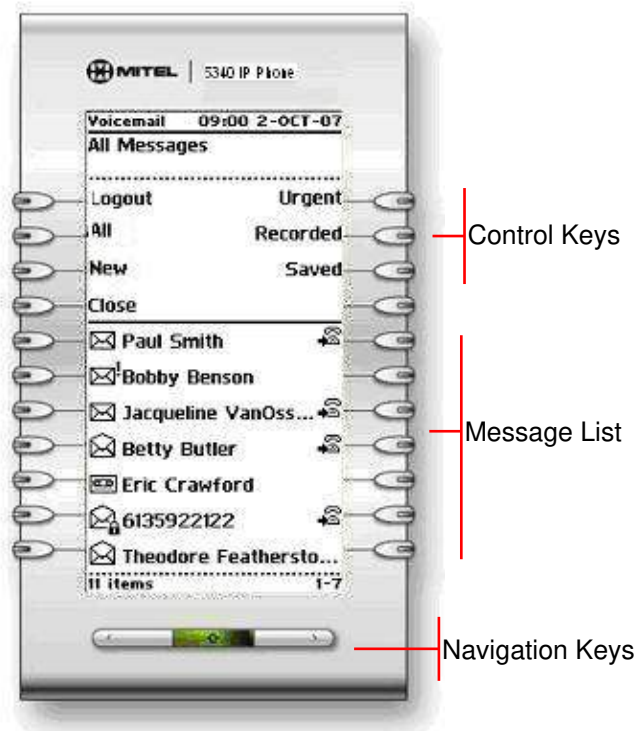 MITEL | 5340 IP Phone
Voicemail 09:00 2-OCT-07
All Messages
Logout Urgent
All Recorded
New Saved
Close
Paul Smith
Bobby Benson
Jacqueline VanOss...
Betty Butler
Eric Crawford
6135922122
Theodore Feathersto...
11 items 1-7
Control Keys
Message List
Navigation Keys